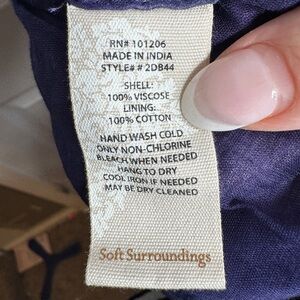 RN# 101206
MADE IN INDIA
STYLE# # 2DB44
SHELL:
100% VISCOSE
LINING:
100% COTTON
HAND WASH COLD
ONLY NON-CHLORINE
BLEACH WHEN NEEDED
HANG TO DRY
COOL IRON IF NEEDED
MAY BE DRY CLEANED
Soft Surroundings